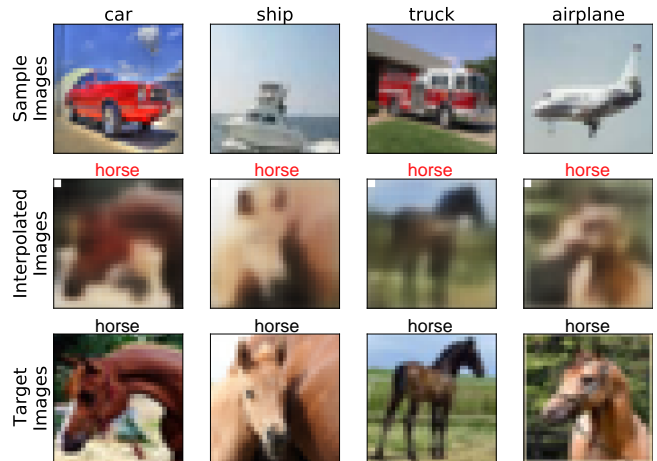 car ship truck airplane
Sample
Images
horse horse horse horse
Interpolated
Images
horse horse horse horse
Target
Images